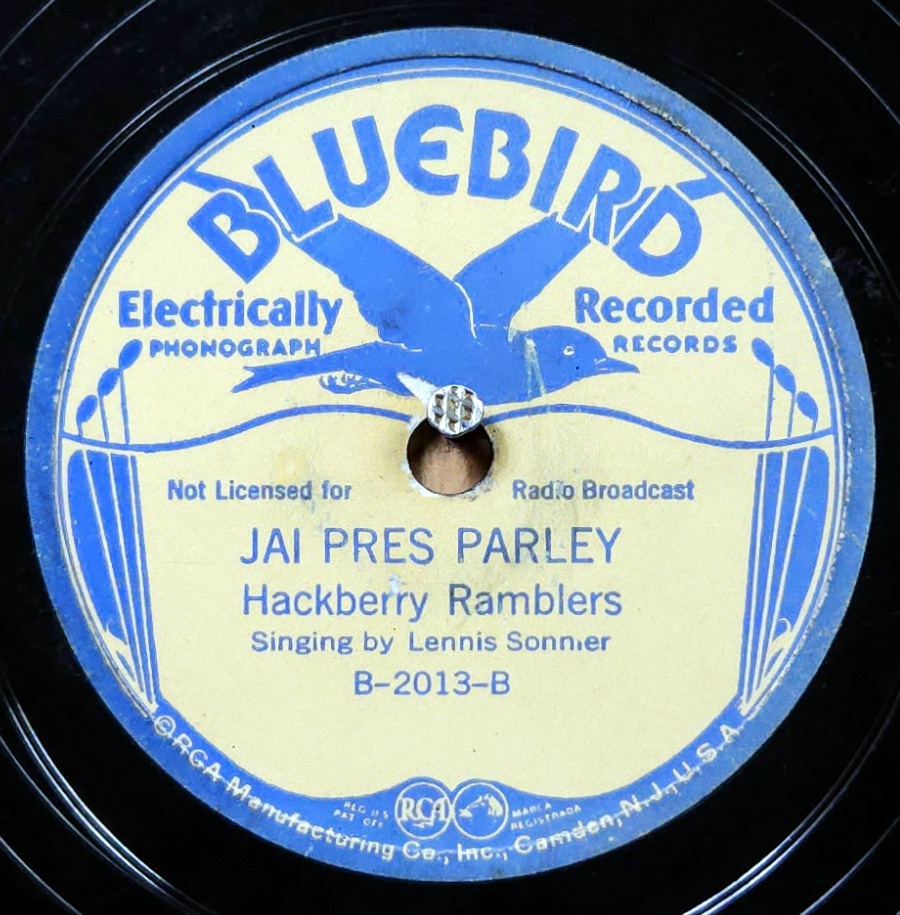 BLUEBIRD
Electrically Recorded
PHONOGRAPH RECORDS
Not Licensed for Radio Broadcast
JAI PRES PARLEY
Hackberry Ramblers
Singing by Lennis Sonnier
B-2013-B
REG U S
PAT OFF
RCA
MARCA
REGISTRADA
©RCA Manufacturing Co., Inc., Camden, N.J., U.S.A.